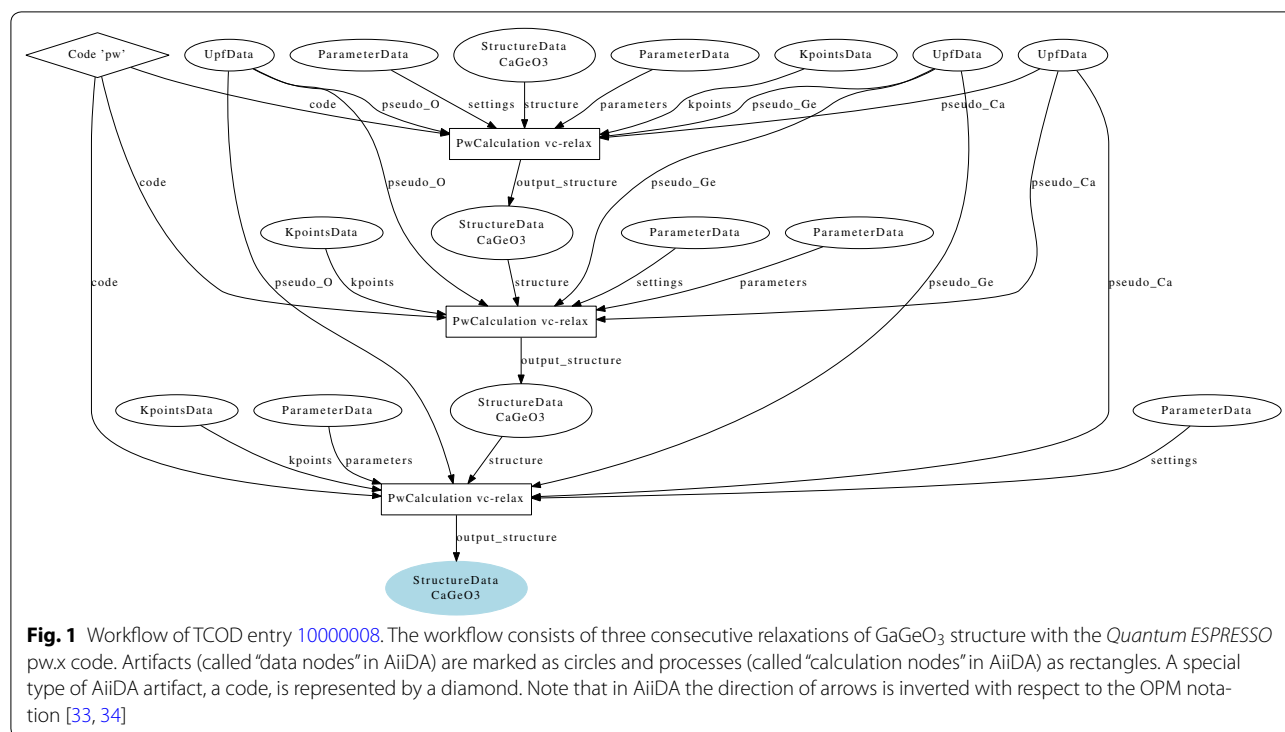 Code 'pw'
UpfData
ParameterData
StructureData
CaGeO3
ParameterData
KpointsData
UpfData
UpfData
code
pseudo_O
settings
structure
parameters
kpoints
pseudo_Ge
pseudo_Ca
PwCalculation vc-relax
code
pseudo_O
output_structure
pseudo_Ge
pseudo_Ca
KpointsData
StructureData
CaGeO3
ParameterData
ParameterData
code
pseudo_O
kpoints
structure
settings
parameters
pseudo_Ge
pseudo_Ca
PwCalculation vc-relax
output_structure
KpointsData
ParameterData
StructureData
CaGeO3
ParameterData
kpoints
parameters
structure
settings
PwCalculation vc-relax
output_structure
StructureData
CaGeO3
Fig. 1 Workflow of TCOD entry 10000008. The workflow consists of three consecutive relaxations of GaGeO3 structure with the Quantum ESPRESSO
pw.x code. Artifacts (called “data nodes” in AiiDA) are marked as circles and processes (called “calculation nodes” in AiiDA) as rectangles. A special
type of AiiDA artifact, a code, is represented by a diamond. Note that in AiiDA the direction of arrows is inverted with respect to the OPM nota-
tion [33, 34]